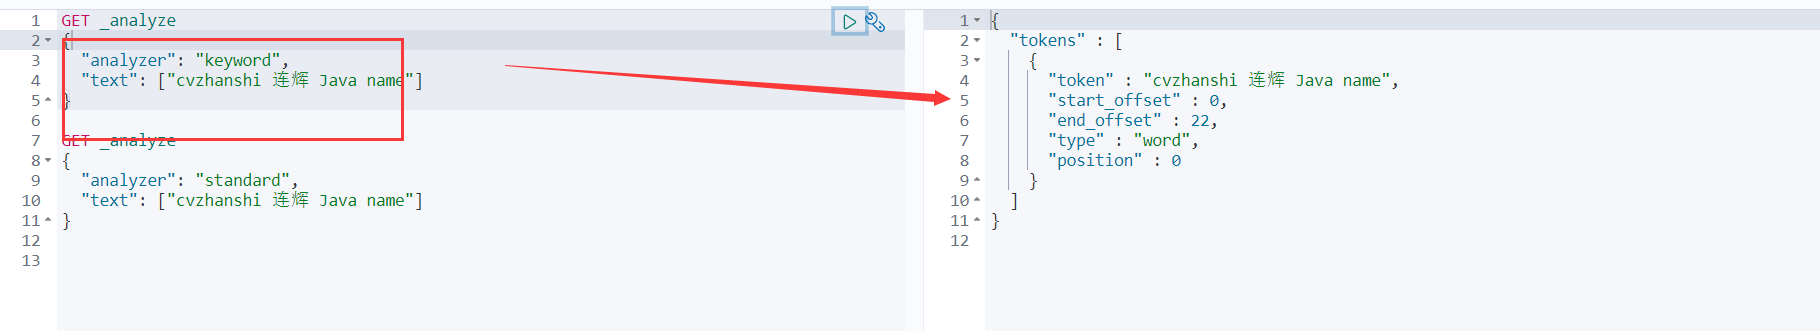 1 GET _analyze
2 {
3 "analyzer": "keyword",
4 "text": ["cvzhanshi 连辉 Java name"]
5 }
6
7 GET _analyze
8 {
9 "analyzer": "standard",
10 "text": ["cvzhanshi 连辉 Java name"]
11 }
12
13
1 {
2 "tokens" : [
3 {
4 "token" : "cvzhanshi 连辉 Java name",
5 "start_offset" : 0,
6 "end_offset" : 22,
7 "type" : "word",
8 "position" : 0
9 }
10 ]
11 }
12